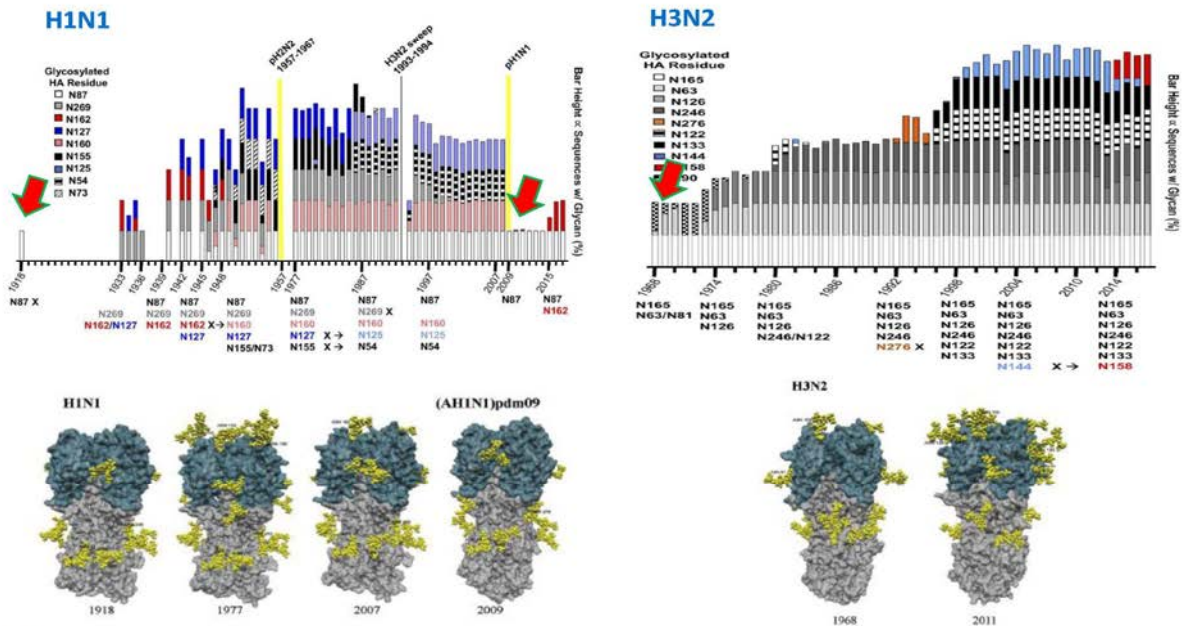 H1N1
pH2N2
1957-1967
H3N2 sweep
1993-1994
pH1N1
Glycosylated
HA Residue
N87
N269
N162
N127
N160
N155
N125
N54
N73
Bar Height ∝ Sequences w/ Glycan (%)
1918
1933
1936
1939
1942
1945
1948
1957
1977
1987
1997
2007
2009
2015
N87 X
N87
N87
N87
N87
N87
N87
N87
N87
N269
N269
N269
N269
N269 X
N162
N162/N127
N162
N162 X→ N160
N160
N160
N160
N127
N127
N127 X → N125
N125
N155/N73
N155 X → N54
N54
H3N2
Glycosylated
HA Residue
N165
N63
N126
N246
N276
N122
N133
N144
N158
90
Bar Height ∝ Sequences w/ Glycan (%)
1968
1974
1980
1992
1998
2004
2014
N165
N63/N81
N165
N63
N126
N165
N63
N126
N246/N122
N165
N63
N126
N246
N276 X
N165
N63
N126
N246
N122
N133
N165
N63
N126
N246
N122
N133
N144 X →
N165
N63
N126
N246
N122
N133
N158
H1N1
(AH1N1)pdm09
1918
1977
2007
2009
H3N2
1968
2011